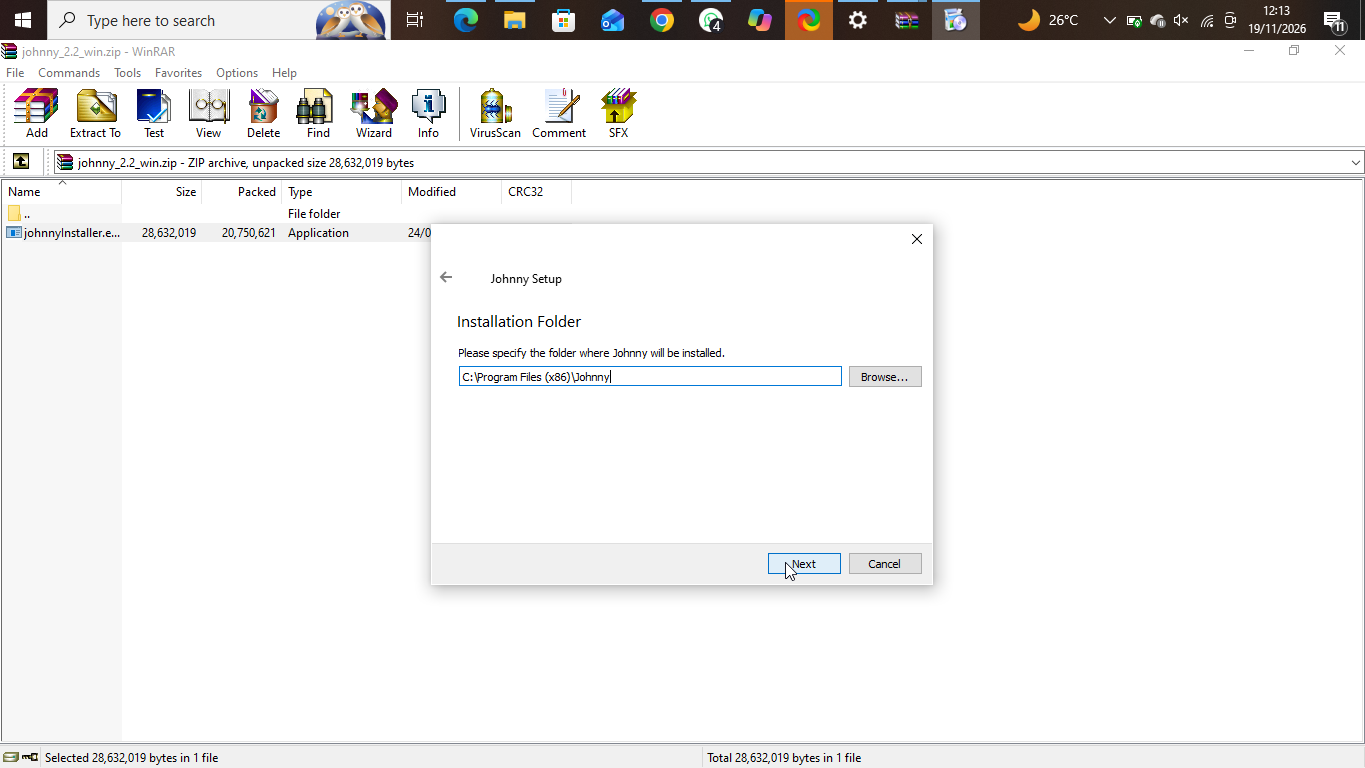 Type here to search
4
26°C
12:13
19/11/2026
11
johnny_2.2_win.zip - WinRAR
File Commands Tools Favorites Options Help
Add Extract To Test View Delete Find Wizard Info VirusScan Comment SFX
johnny_2.2_win.zip - ZIP archive, unpacked size 28,632,019 bytes
Name Size Packed Type Modified CRC32
.. File folder
johnnyInstaller.e... 28,632,019 20,750,621 Application 24/0
Johnny Setup
Installation Folder
Please specify the folder where Johnny will be installed.
C:\Program Files (x86)\Johnny
Browse...
Next Cancel
Selected 28,632,019 bytes in 1 file
Total 28,632,019 bytes in 1 file